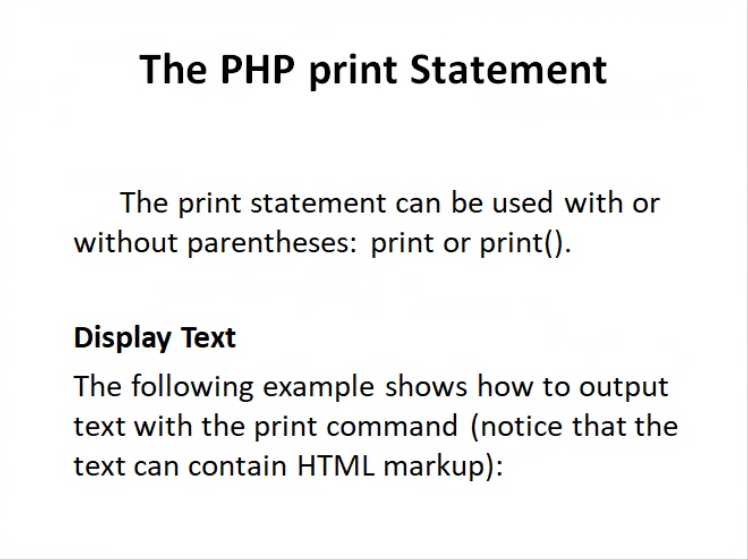 The PHP print Statement
The print statement can be used with or
without parentheses: print or print().
Display Text
The following example shows how to output
text with the print command (notice that the
text can contain HTML markup):